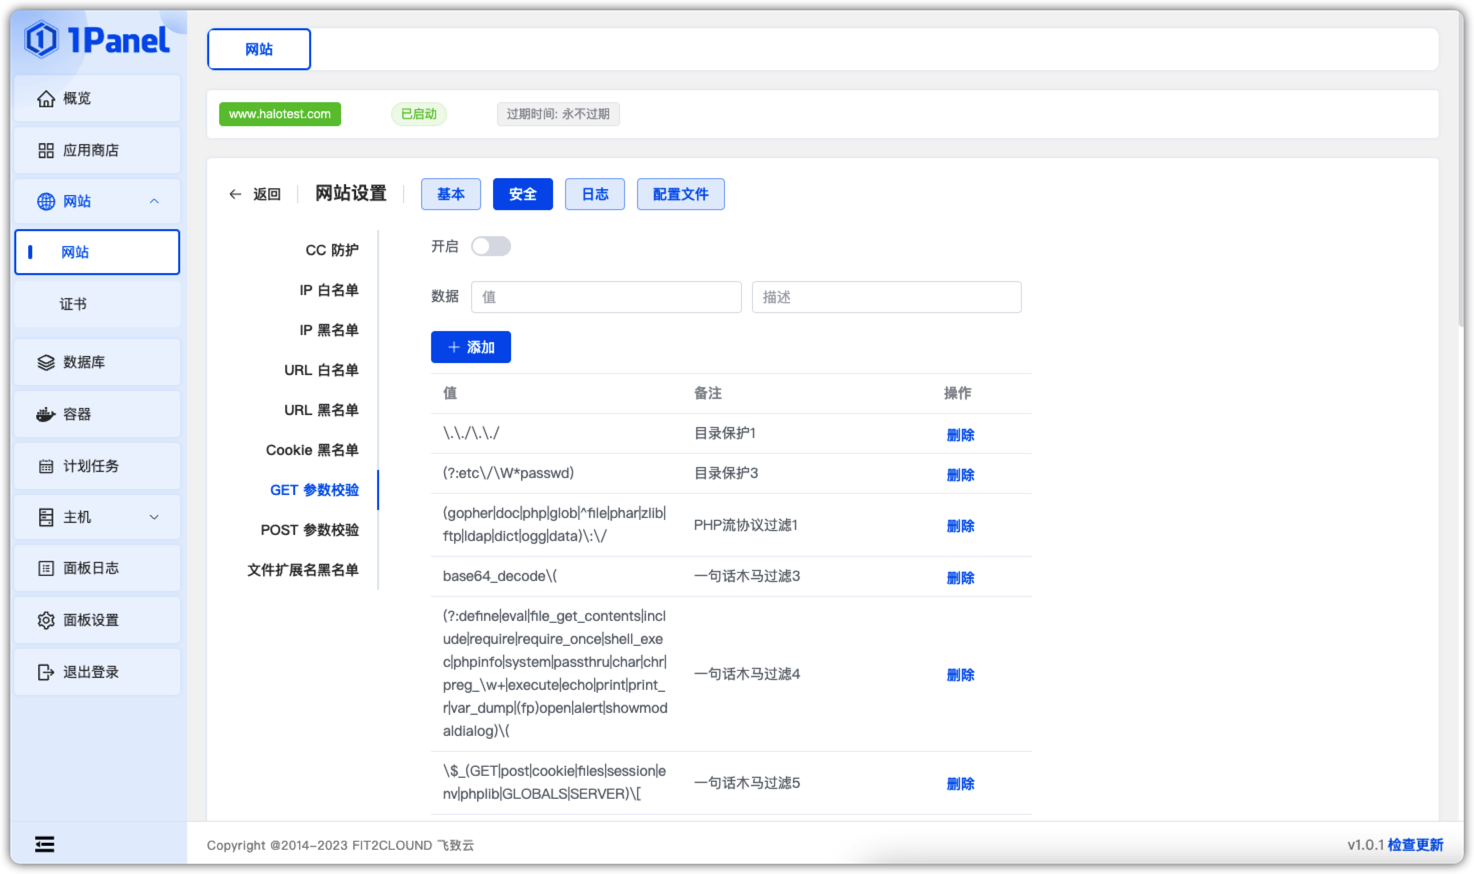 1Panel
网站
概览
www.halotest.com
已启动
过期时间: 永不过期
应用商店
网站
网站
证书
数据库
容器
计划任务
主机
面板日志
面板设置
退出登录
返回
网站设置
基本
安全
日志
配置文件
CC 防护
IP 白名单
IP 黑名单
URL 白名单
URL 黑名单
Cookie 黑名单
GET 参数校验
POST 参数校验
文件扩展名黑名单
开启
数据
值
描述
添加
值
备注
操作
\.\./\.\./
目录保护1
删除
(?:etc\/\W*passwd)
目录保护3
删除
(gopher|doc|php|glob|^file|phar|zlib|
ftp|ldap|dict|ogg|data)\:\/
PHP流协议过滤1
删除
base64_decode\(
一句话木马过滤3
删除
(?:define|eval|file_get_contents|incl
ude|require|require_once|shell_exe
c|phpinfo|system|passthru|char|chr|
preg_\w+|execute|echo|print|print_
r|var_dump|(fp)open|alert|showmod
aldialog)\(
一句话木马过滤4
删除
\$_(GET|post|cookie|files|session|e
nv|phplib|GLOBALS|SERVER)\[
一句话木马过滤5
删除
Copyright @2014-2023 FIT2CLOUND 飞致云
v1.0.1 检查更新